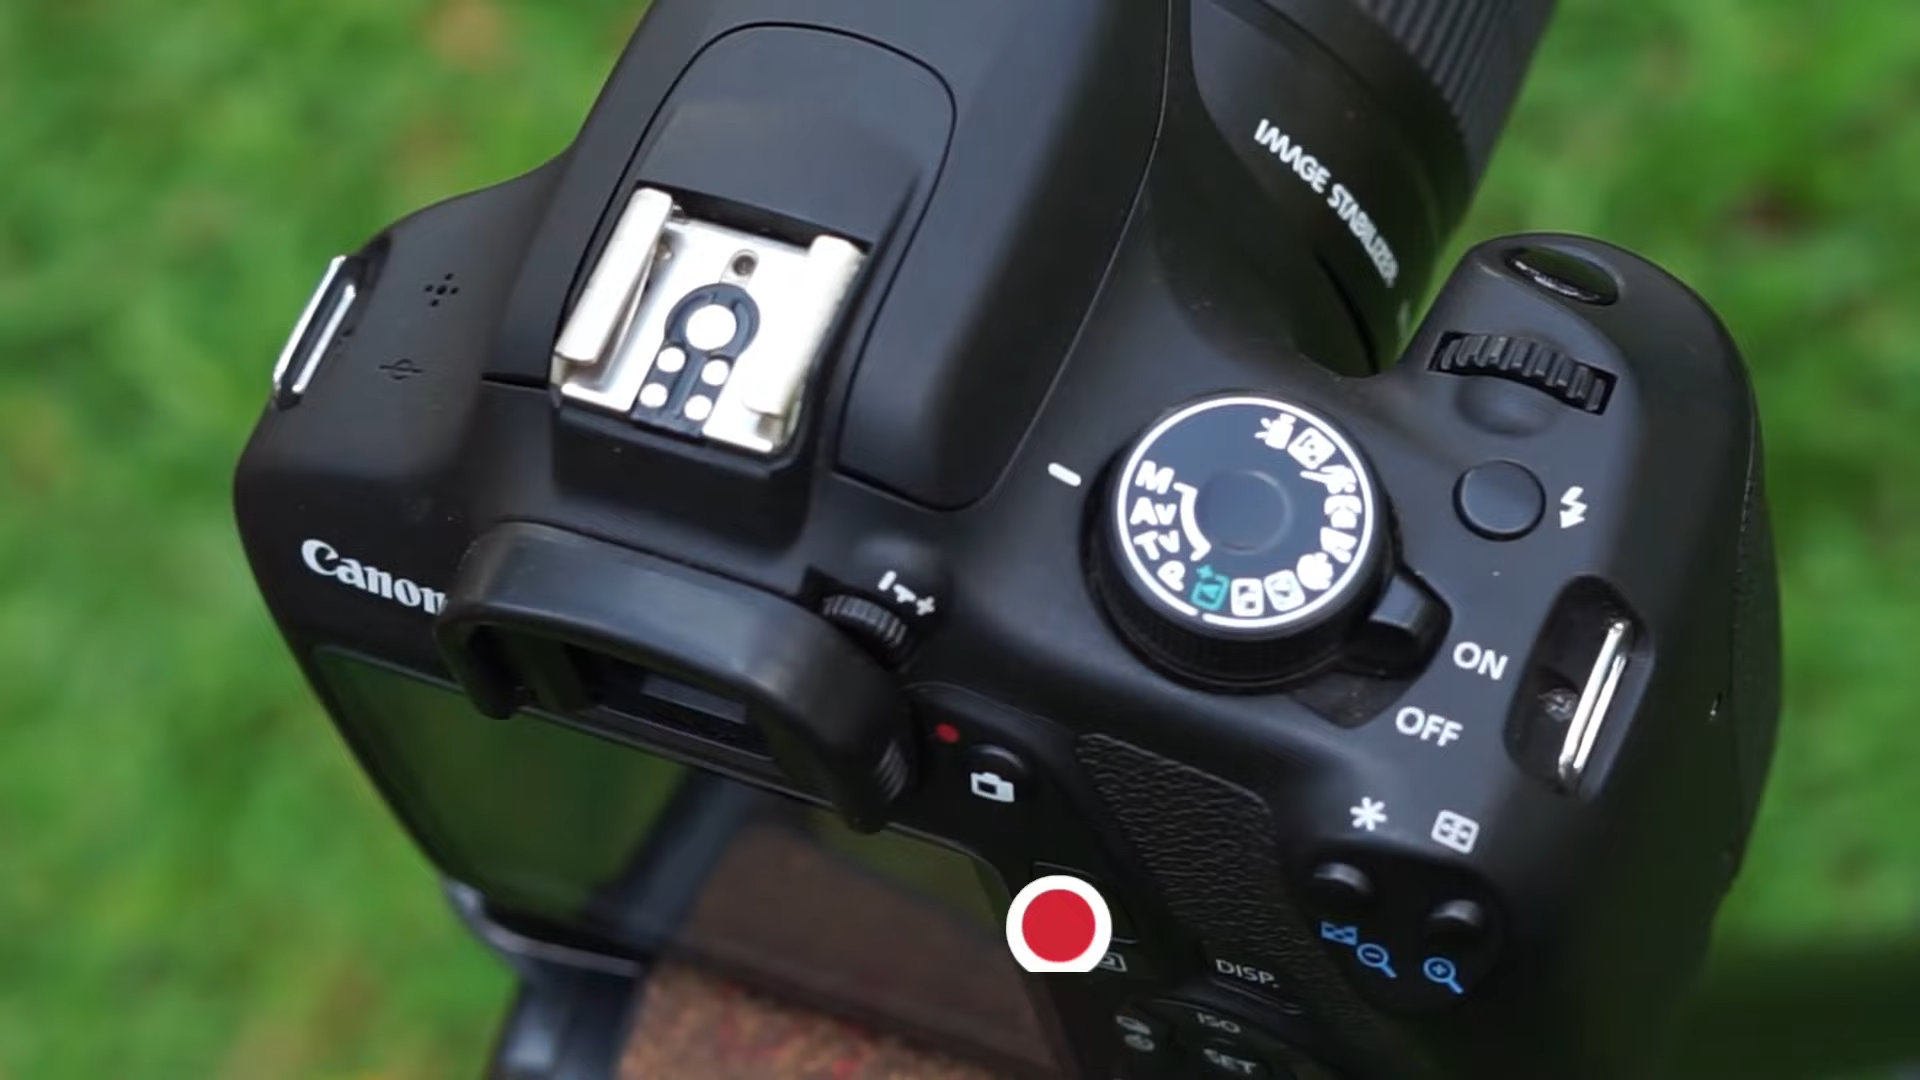 IMAGE STABILIZER
M
Av
Tv
P
Canon
ON
OFF
DISP.
ISO
SET